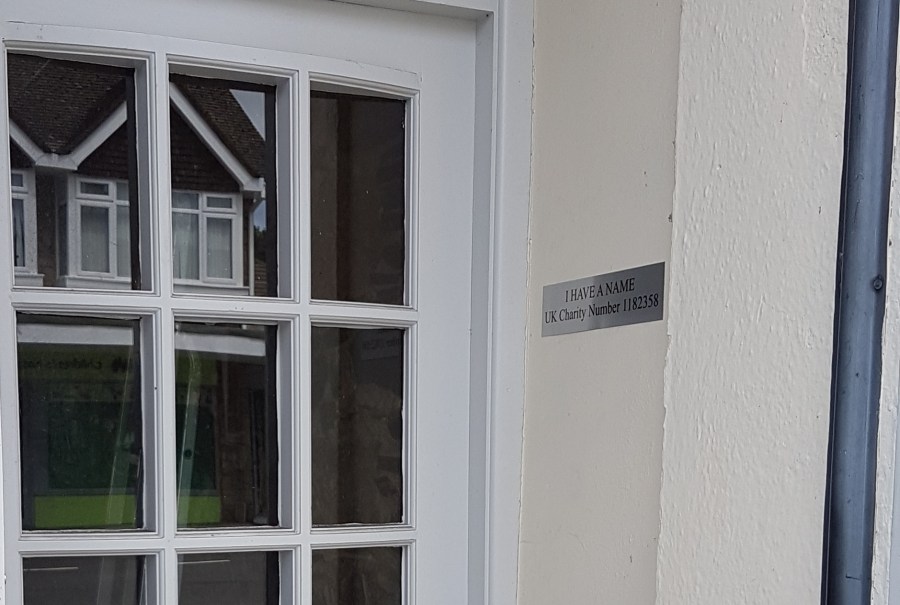 I HAVE A NAME
UK Charity Number 1182358